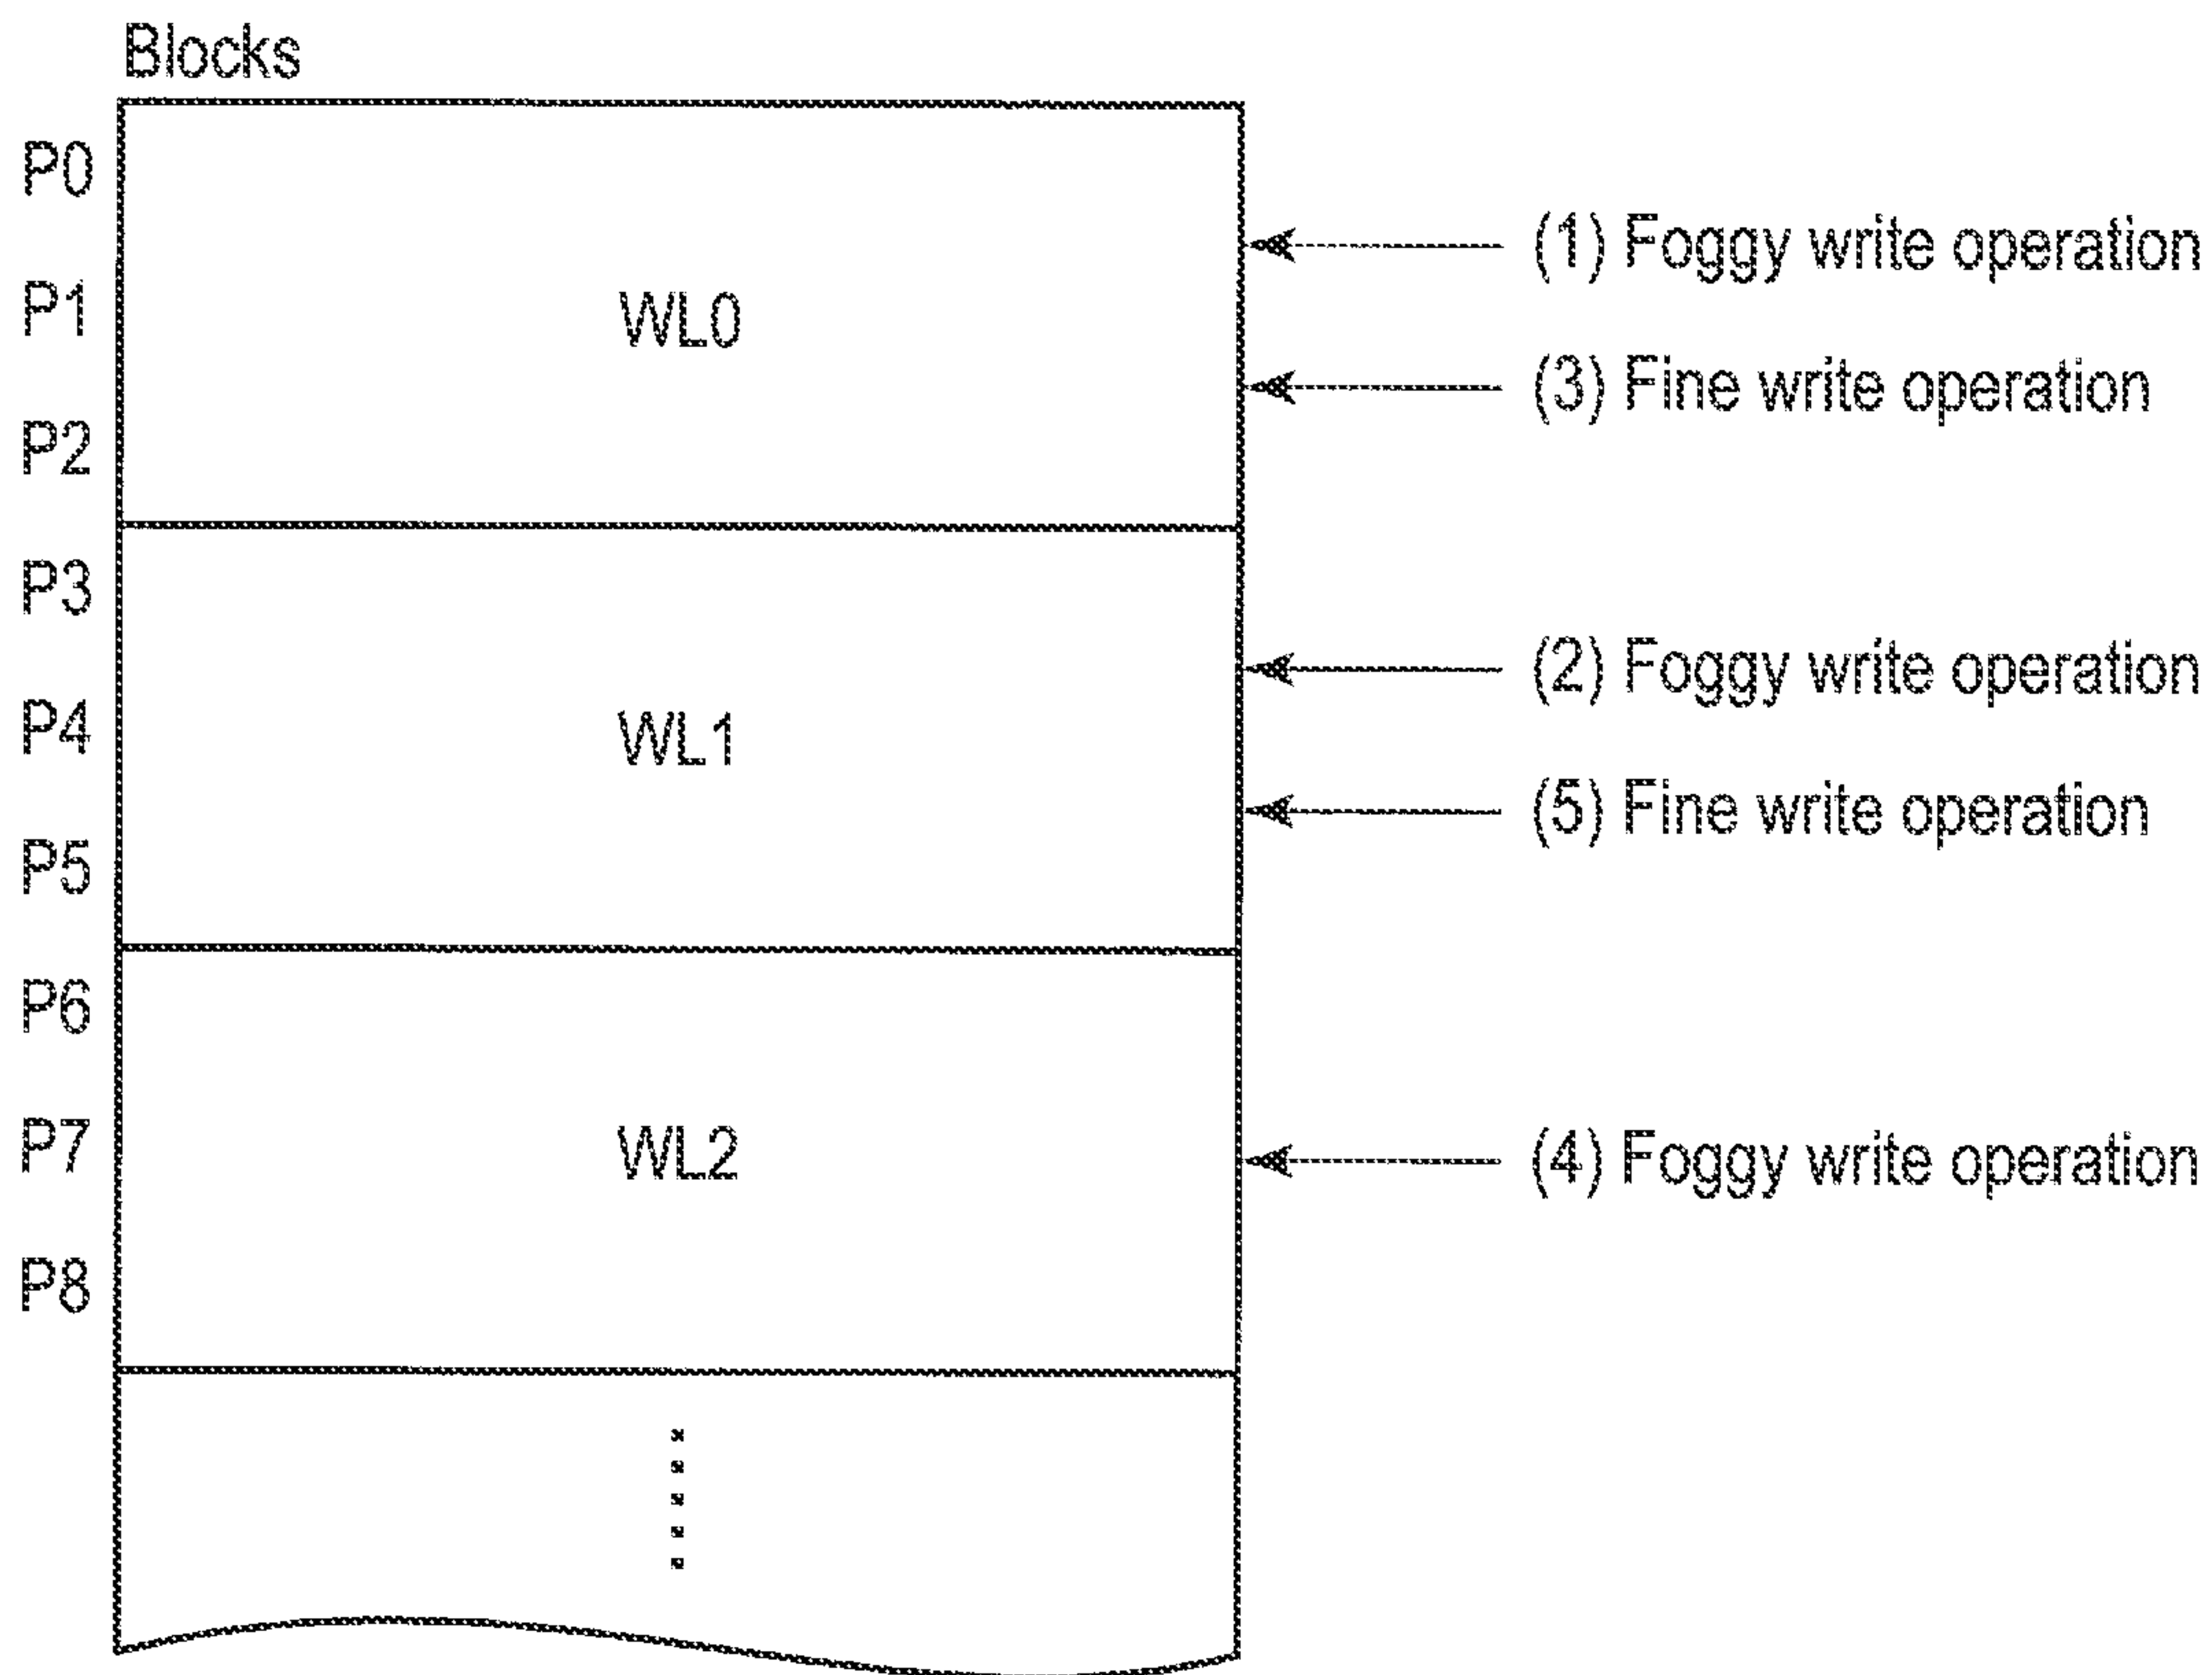 Blocks
P0
(1) Foggy write operation
P1
WL0
(3) Fine write operation
P2
P3
(2) Foggy write operation
P4
WL1
(5) Fine write operation
P5
P6
P7
WL2
(4) Foggy write operation
P8